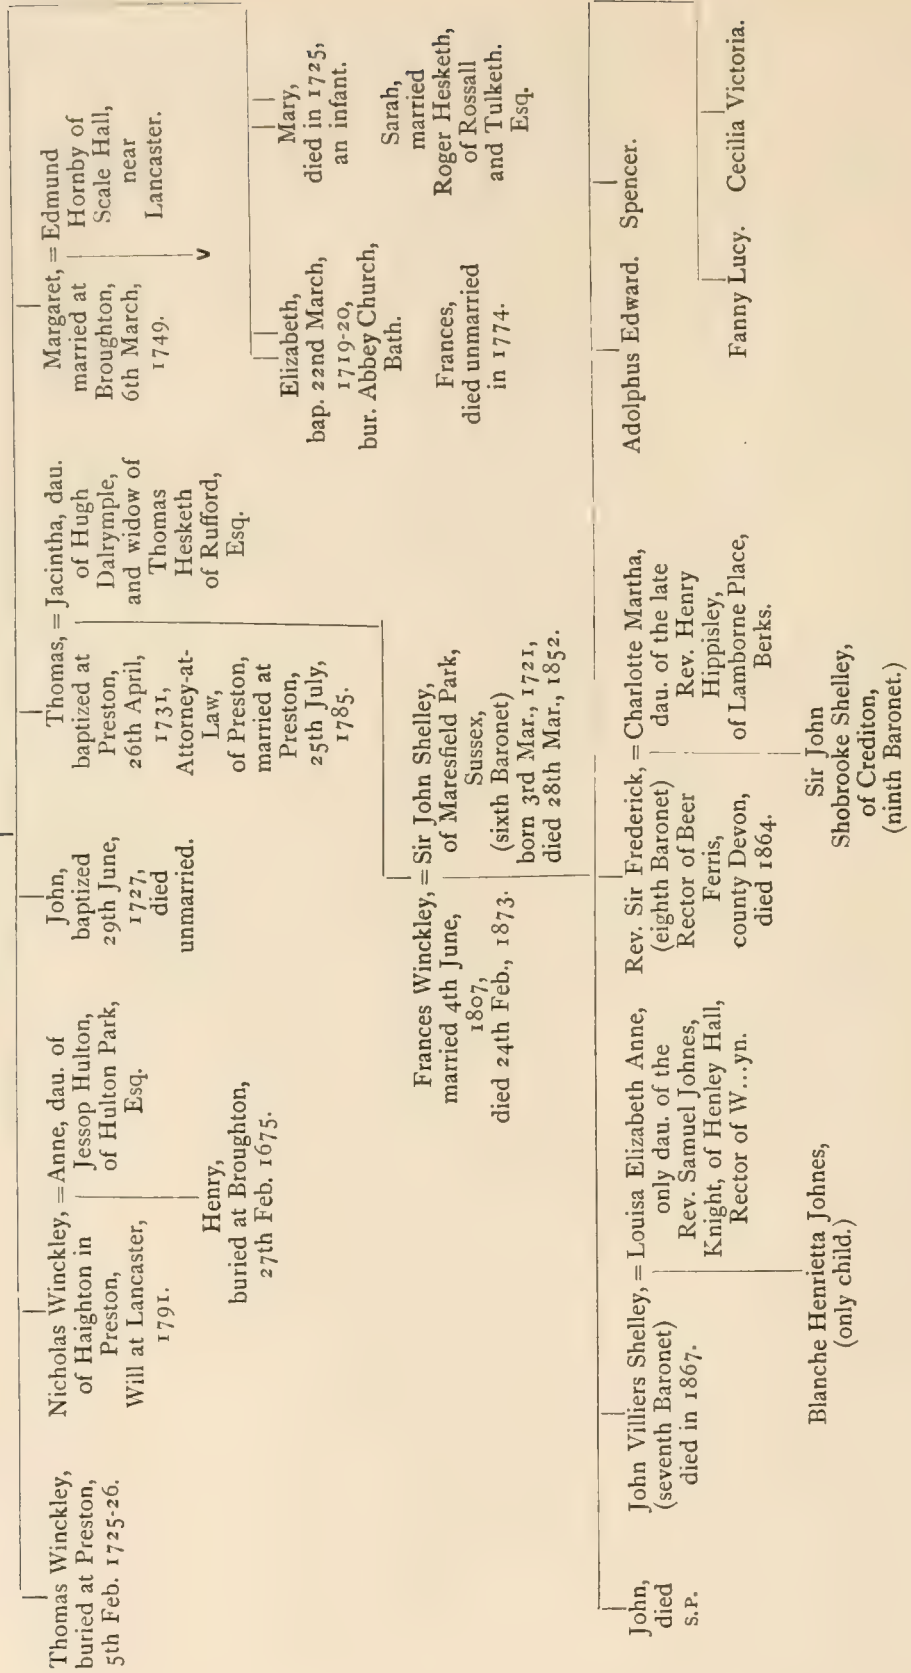 Thomas Winckley,
buried at Preston,
5th Feb. 1725-26.
Nicholas Winckley, = Anne, dau. of
of Haighton in
Preston,
Will at Lancaster,
1791.
Jessop Hulton,
of Hulton Park,
Esq.
Henry,
buried at Broughton,
27th Feb. 1675.
John,
baptized
29th June,
1727,
died
unmarried.
Thomas, = Jacintha, dau.
baptized at
Preston,
26th April,
1731,
Attorney-at-
Law,
of Preston,
married at
Preston,
25th July,
1785.
of Hugh
Dalrymple,
and widow of
Thomas
Hesketh
of Rufford,
Esq.
Margaret, = Edmund
married at
Broughton,
6th March,
1749.
Hornby of
Scale Hall,
near
Lancaster.
Elizabeth,
bap. 22nd March,
1719-20,
bur. Abbey Church,
Bath.
Mary,
died in 1725,
an infant.
Frances,
died unmarried
in 1774.
Sarah,
married
Roger Hesketh,
of Rossall
and Tulketh.
Esq.
Frances Winckley, = Sir John Shelley,
married 4th June,
1807,
died 24th Feb., 1873.
of Maresfield Park,
Sussex,
(sixth Baronet)
born 3rd Mar., 1721,
died 28th Mar., 1852.
John,
died
S.P.
John Villiers Shelley, = Louisa Elizabeth Anne,
(seventh Baronet)
died in 1867.
only dau. of the
Rev. Samuel Johnes,
Knight, of Henley Hall,
Rector of W...yn.
Blanche Henrietta Johnes,
(only child.)
Rev. Sir Frederick, = Charlotte Martha,
(eighth Baronet)
Rector of Beer
Ferris,
county Devon,
died 1864.
dau. of the late
Rev. Henry
Hippisley,
of Lamborne Place,
Berks.
Sir John
Shobrooke Shelley,
of Crediton,
(ninth Baronet.)
Adolphus Edward.
Spencer.
Fanny Lucy.
Cecilia Victoria.